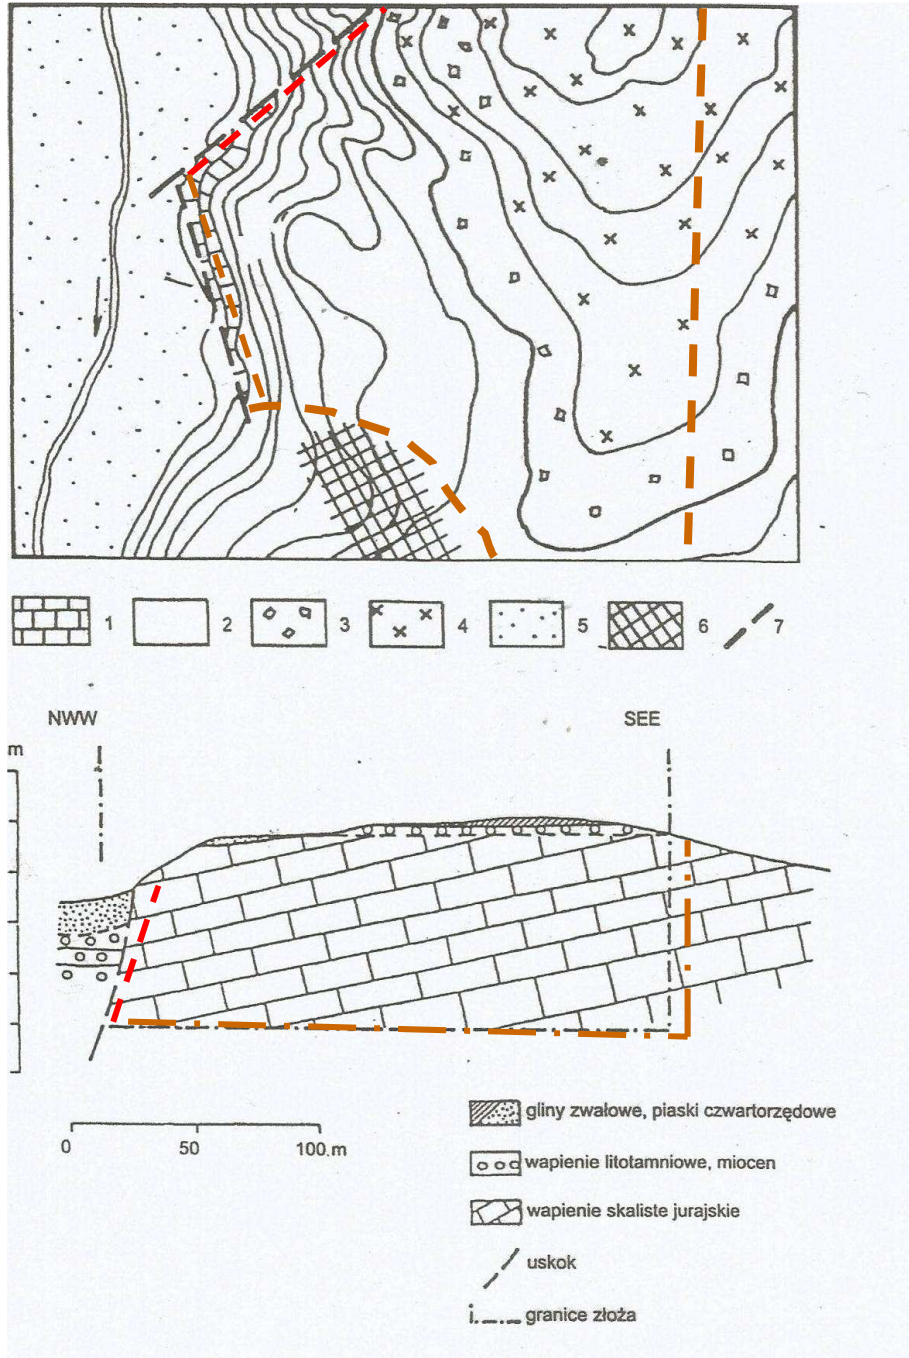 1 2 3 4 5 6 7
NWW SEE
m
0 50 100.m
gliny zwałowe, piaski czwartorzędowe
wapienie litotamniowe, miocen
wapienie skaliste jurajskie
uskok
granice złoża